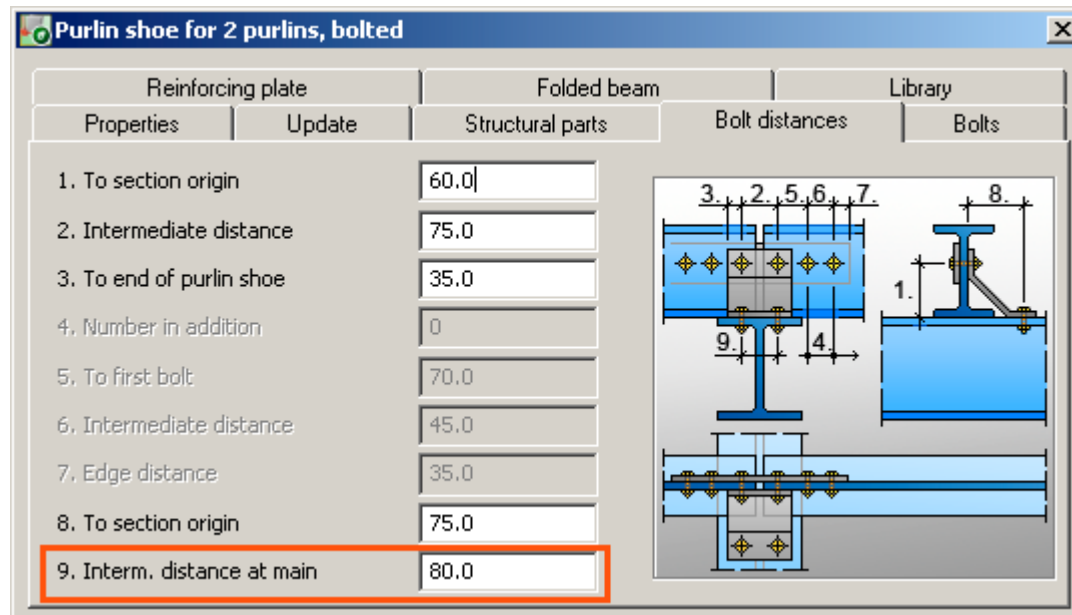 Purlin shoe for 2 purlins, bolted
Reinforcing plate Folded beam Library
Properties Update Structural parts Bolt distances Bolts
1. To section origin 60.0
2. Intermediate distance 75.0
3. To end of purlin shoe 35.0
4. Number in addition 0
5. To first bolt 70.0
6. Intermediate distance 45.0
7. Edge distance 35.0
8. To section origin 75.0
9. Interm. distance at main 80.0
3. 2. 5. 6. 7. 8.
1.
9. 4.